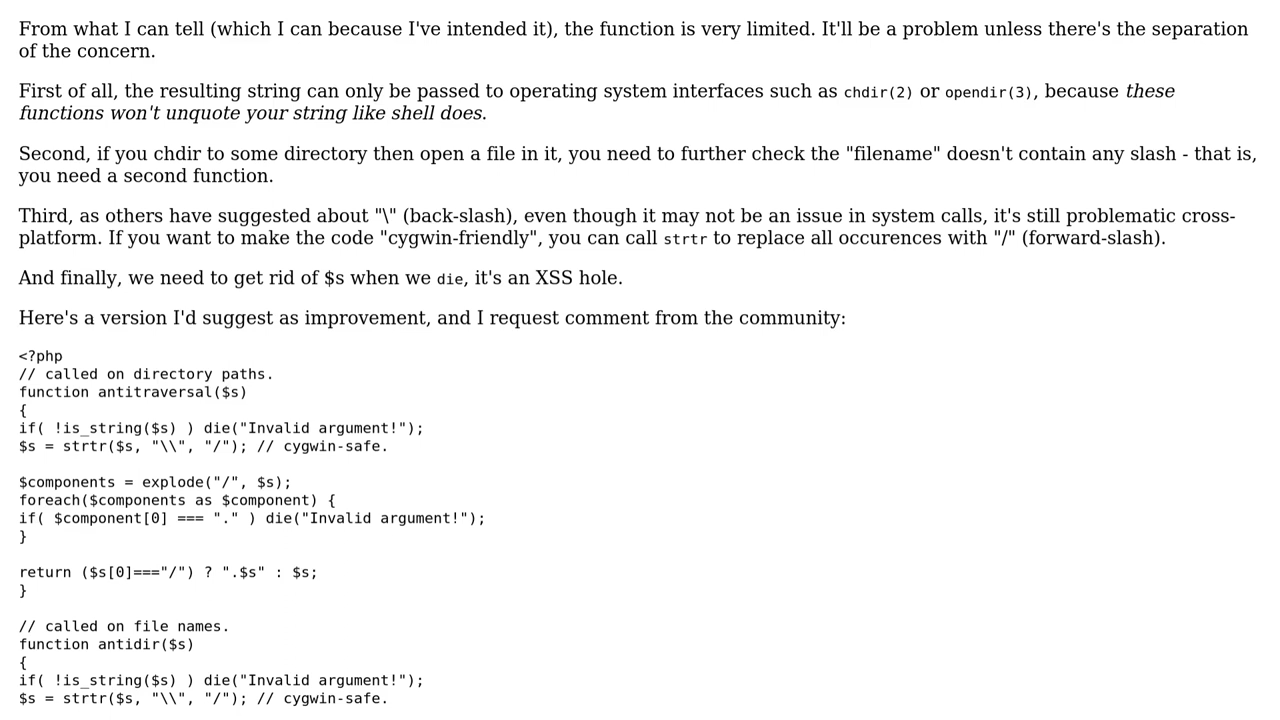 From what I can tell (which I can because I've intended it), the function is very limited. It'll be a problem unless there's the separation
of the concern.
First of all, the resulting string can only be passed to operating system interfaces such as chdir(2) or opendir(3), because these
functions won't unquote your string like shell does.
Second, if you chdir to some directory then open a file in it, you need to further check the "filename" doesn't contain any slash - that is,
you need a second function.
Third, as others have suggested about "\" (back-slash), even though it may not be an issue in system calls, it's still problematic cross-
platform. If you want to make the code "cygwin-friendly", you can call strtr to replace all occurences with "/" (forward-slash).
And finally, we need to get rid of $s when we die, it's an XSS hole.
Here's a version I'd suggest as improvement, and I request comment from the community:
<?php
// called on directory paths.
function antitraversal($s)
{
if( !is_string($s) ) die("Invalid argument!");
$s = strtr($s, "\\", "/"); // cygwin-safe.
$components = explode("/", $s);
foreach($components as $component) {
if( $component[0] === "." ) die("Invalid argument!");
}
return ($s[0]==="/") ? ".$s" : $s;
}
// called on file names.
function antidir($s)
{
if( !is_string($s) ) die("Invalid argument!");
$s = strtr($s, "\\", "/"); // cygwin-safe.